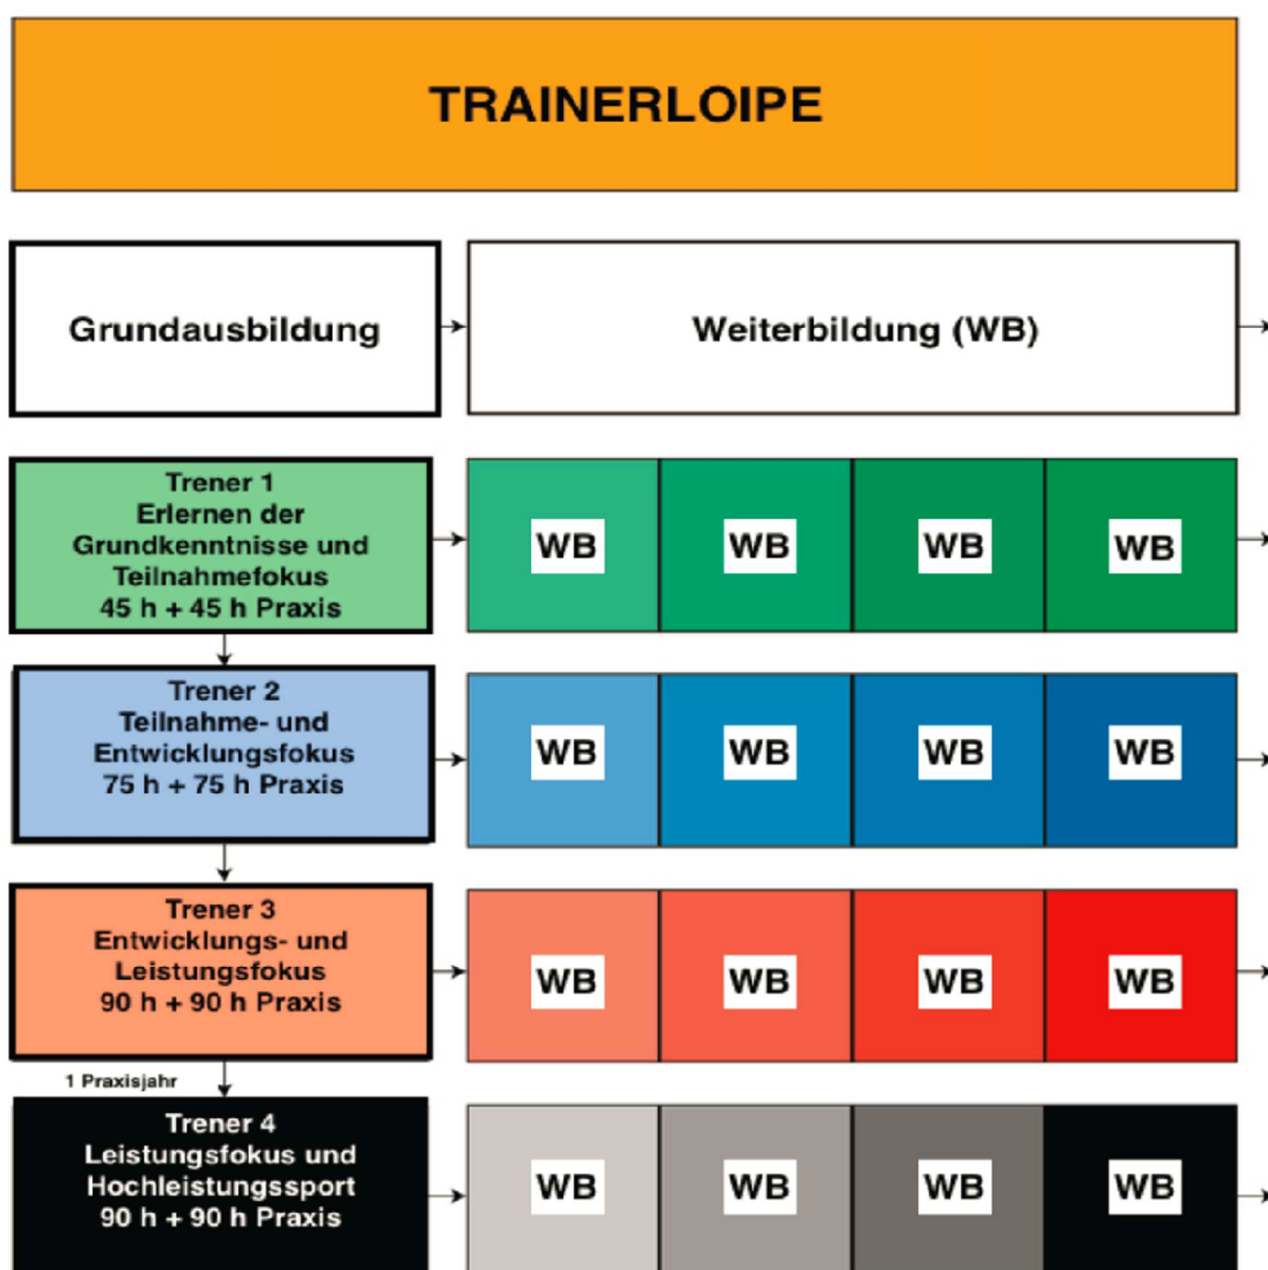 TRAINERLOIPE
Grundausbildung
Weiterbildung (WB)
Trener 1
Erlernen der
Grundkenntnisse und
Teilnahmefokus
45 h + 45 h Praxis
WB
WB
WB
WB
Trener 2
Teilnahme- und
Entwicklungsfokus
75 h + 75 h Praxis
WB
WB
WB
WB
Trener 3
Entwicklungs- und
Leistungsfokus
90 h + 90 h Praxis
WB
WB
WB
WB
1 Praxisjahr
Trener 4
Leistungsfokus und
Hochleistungssport
90 h + 90 h Praxis
WB
WB
WB
WB